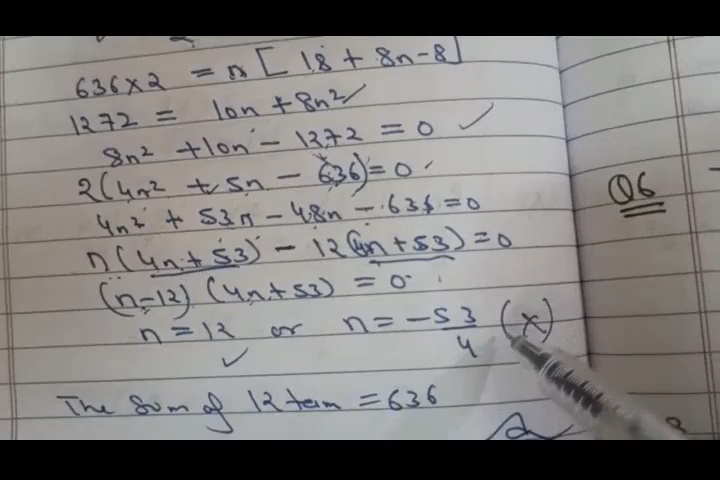 636×2 = n [ 18 + 8n-8]
1272 = 10n + 8n² ✓
8n² + 10n - 1272 = 0 ✓
2(4n² + 5n - 636) = 0
4n² + 53n - 48n - 636 = 0
n(4n+53) - 12(4n+53) = 0
(n-12) (4n+53) = 0
n = 12 or n = -53/4 (×)
✓
The Sum of 12 term = 636
Q6